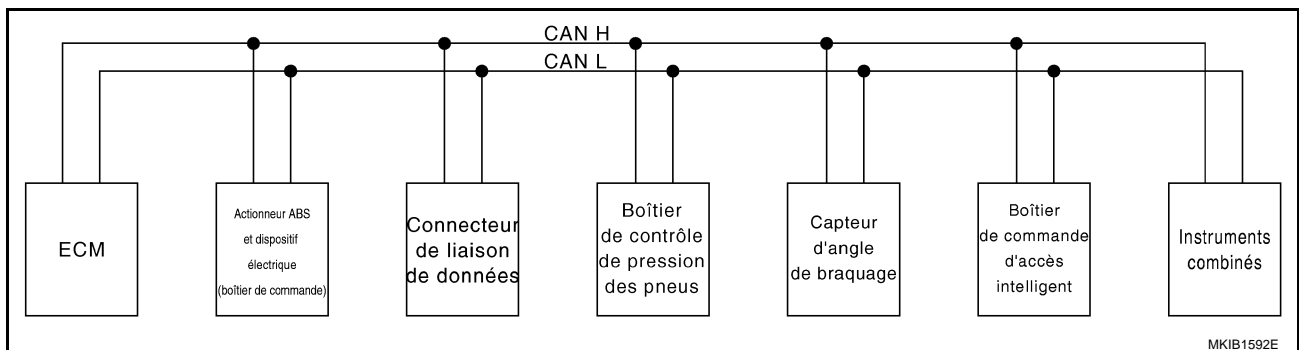 CAN H
CAN L
ECM
Actionneur ABS
et dispositif
électrique
(boîtier de commande)
Connecteur
de liaison
de données
Boîtier
de contrôle
de pression
des pneus
Capteur
d'angle
de braquage
Boîtier
de commande
d'accès
intelligent
Instruments
combinés
MKIB1592E